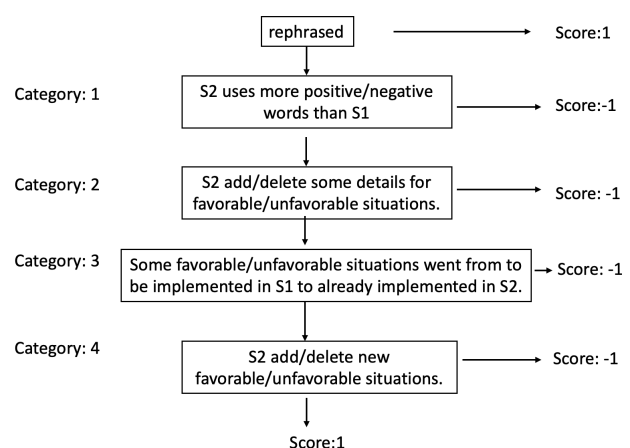 rephrased
Score:1
Category: 1
S2 uses more positive/negative
words than S1
Score:-1
Category: 2
S2 add/delete some details for
favorable/unfavorable situations.
Score: -1
Category: 3
Some favorable/unfavorable situations went from to
be implemented in S1 to already implemented in S2.
Score: -1
Category: 4
S2 add/delete new
favorable/unfavorable situations.
Score: -1
Score:1